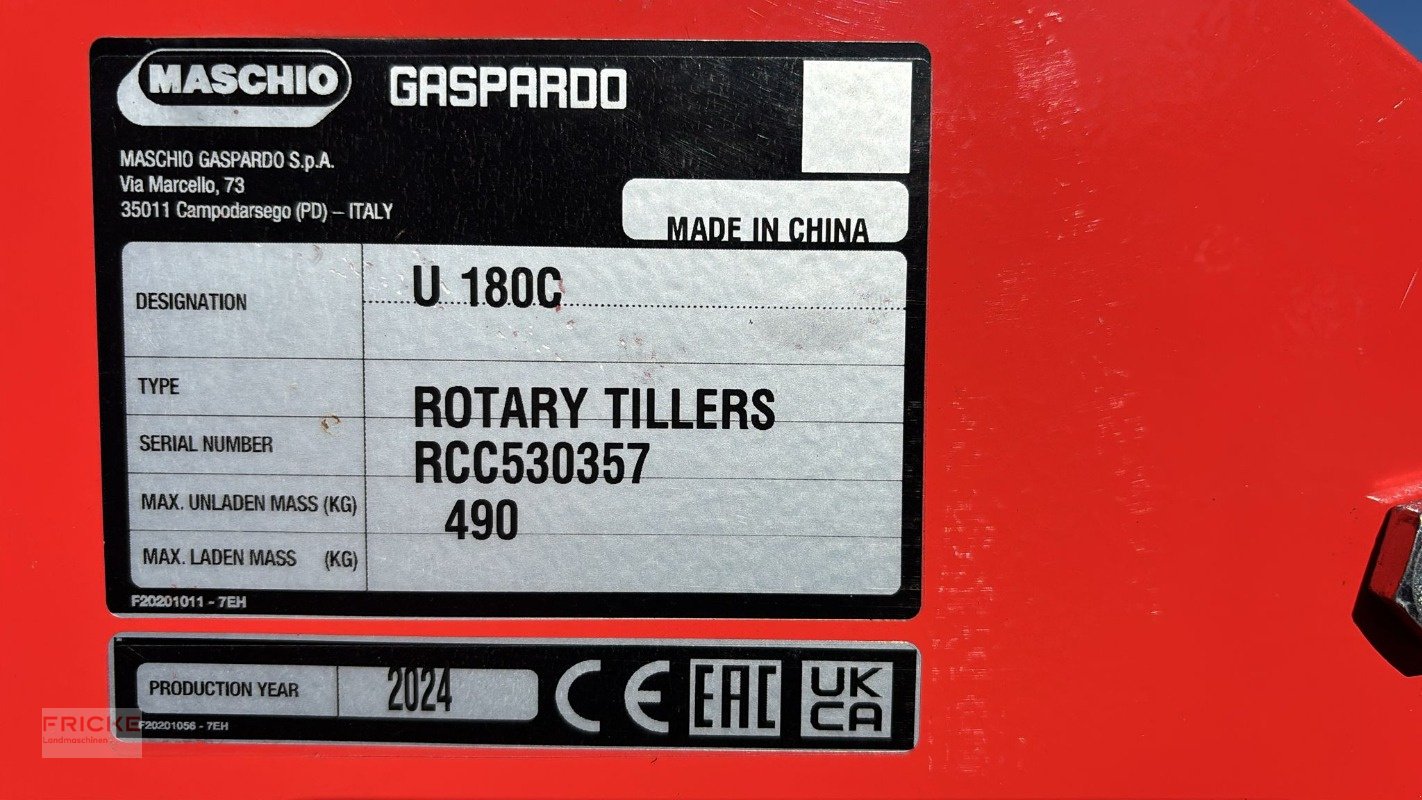 MASCHIO GASPARDO
MASCHIO GASPARDO S.p.A.
Via Marcello, 73
35011 Campodarsego (PD) – ITALY
MADE IN CHINA
DESIGNATION U 180C
TYPE ROTARY TILLERS
SERIAL NUMBER RCC530357
MAX. UNLADEN MASS (KG) 490
MAX. LADEN MASS (KG)
F20201011 - 7EH
PRODUCTION YEAR 2024 CE EAC UK CA
F20201056 - 7EH
FRICKE
Landmaschinen